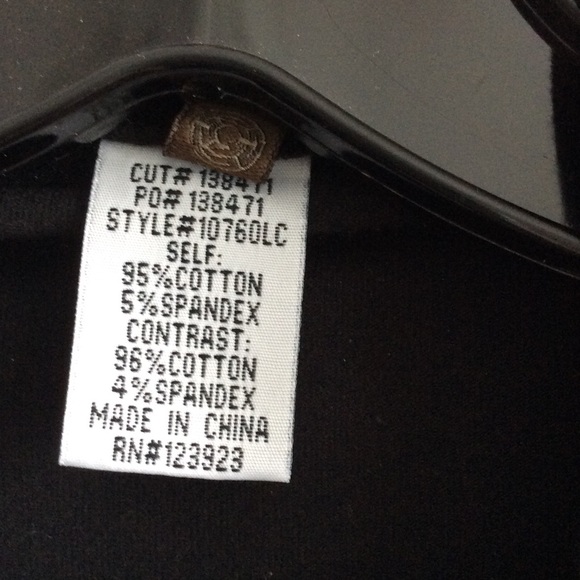 CUT# 138471
PO# 138471
STYLE#10760LC
SELF:
95%COTTON
5%SPANDEX
CONTRAST:
96%COTTON
4%SPANDEX
MADE IN CHINA
RN#123923